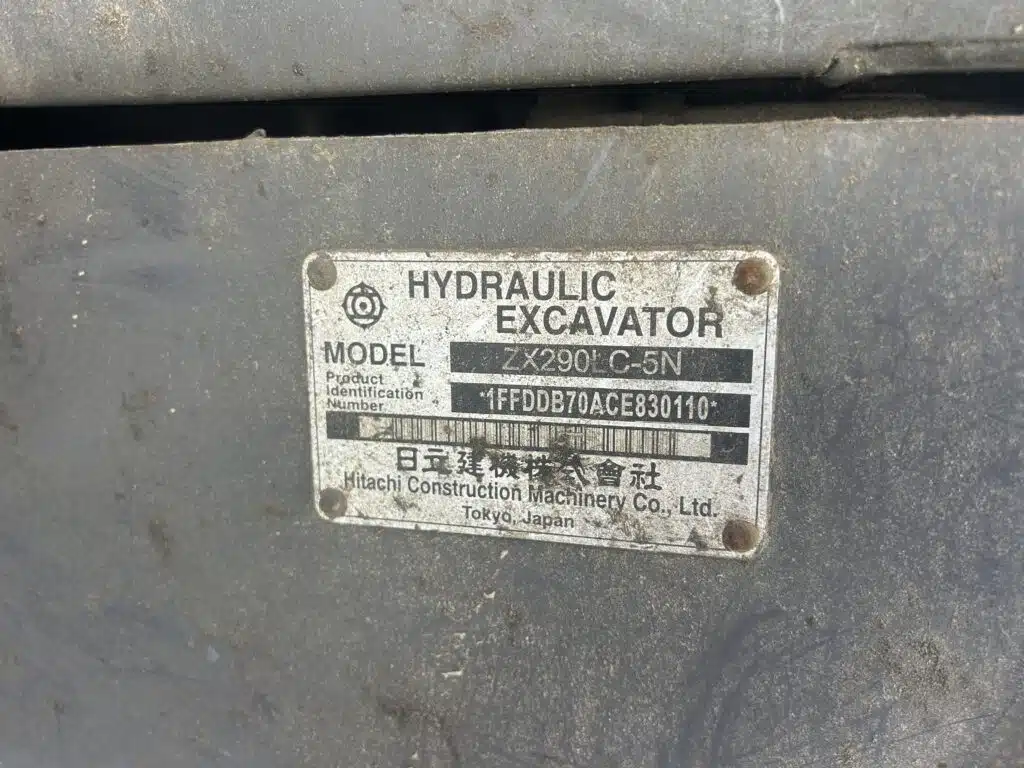 HYDRAULIC
EXCAVATOR
MODEL ZX290LC-5N
Product
Identification
Number *1FFDDB70ACE830110*
日立建機株式會社
Hitachi Construction Machinery Co., Ltd.
Tokyo, Japan